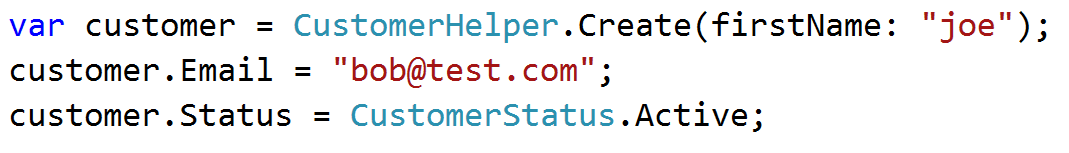 var customer = CustomerHelper.Create(firstName: "joe");
customer.Email = "bob@test.com";
customer.Status = CustomerStatus.Active;